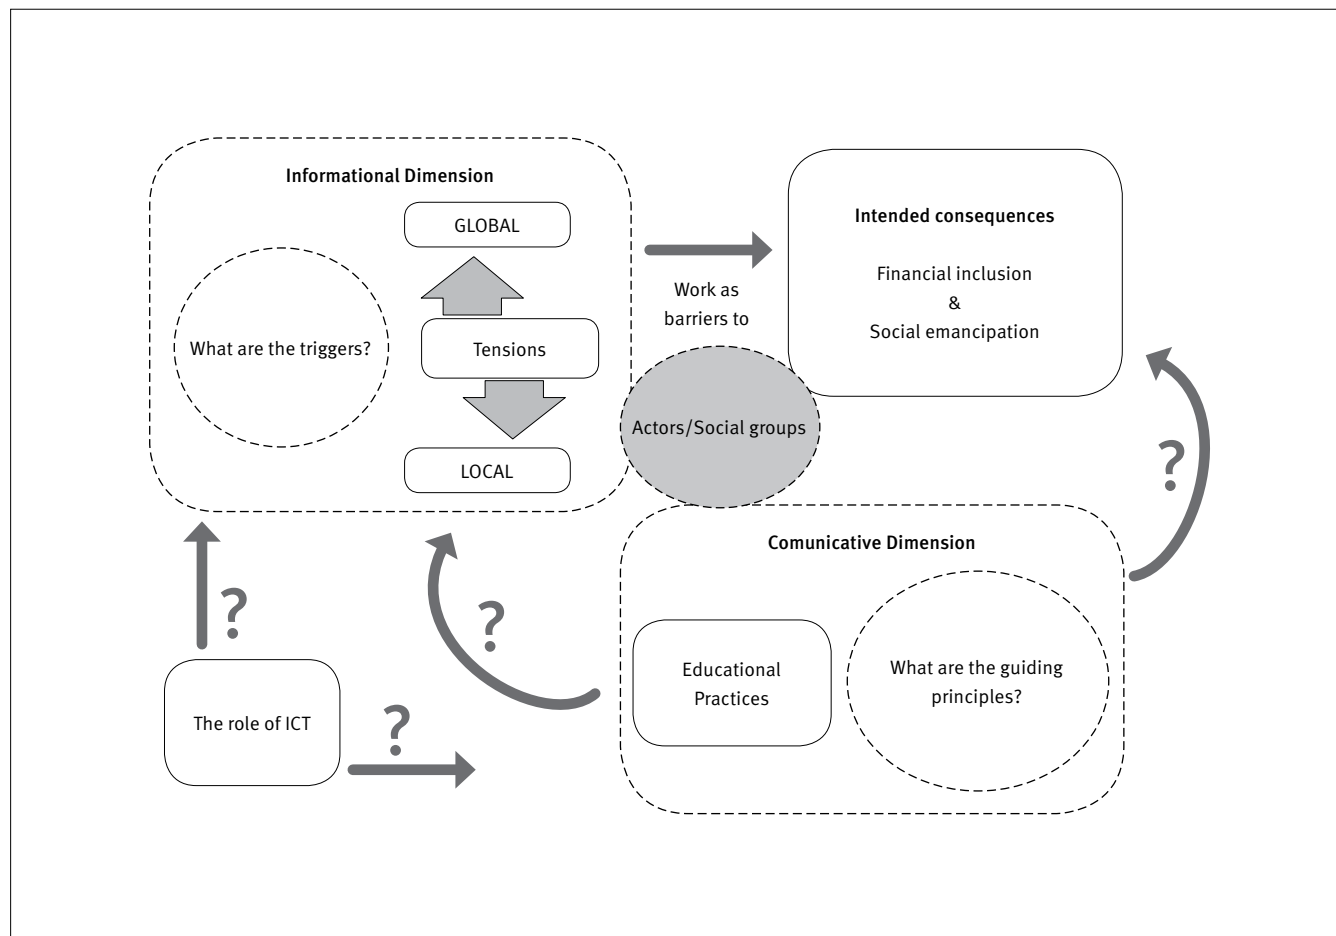 Informational Dimension
GLOBAL
What are the triggers?
Tensions
LOCAL
Work as
barriers to
Intended consequences
Financial inclusion
&
Social emancipation
Actors/Social groups
?
Comunicative Dimension
?
?
Educational
Practices
What are the guiding
principles?
The role of ICT
?